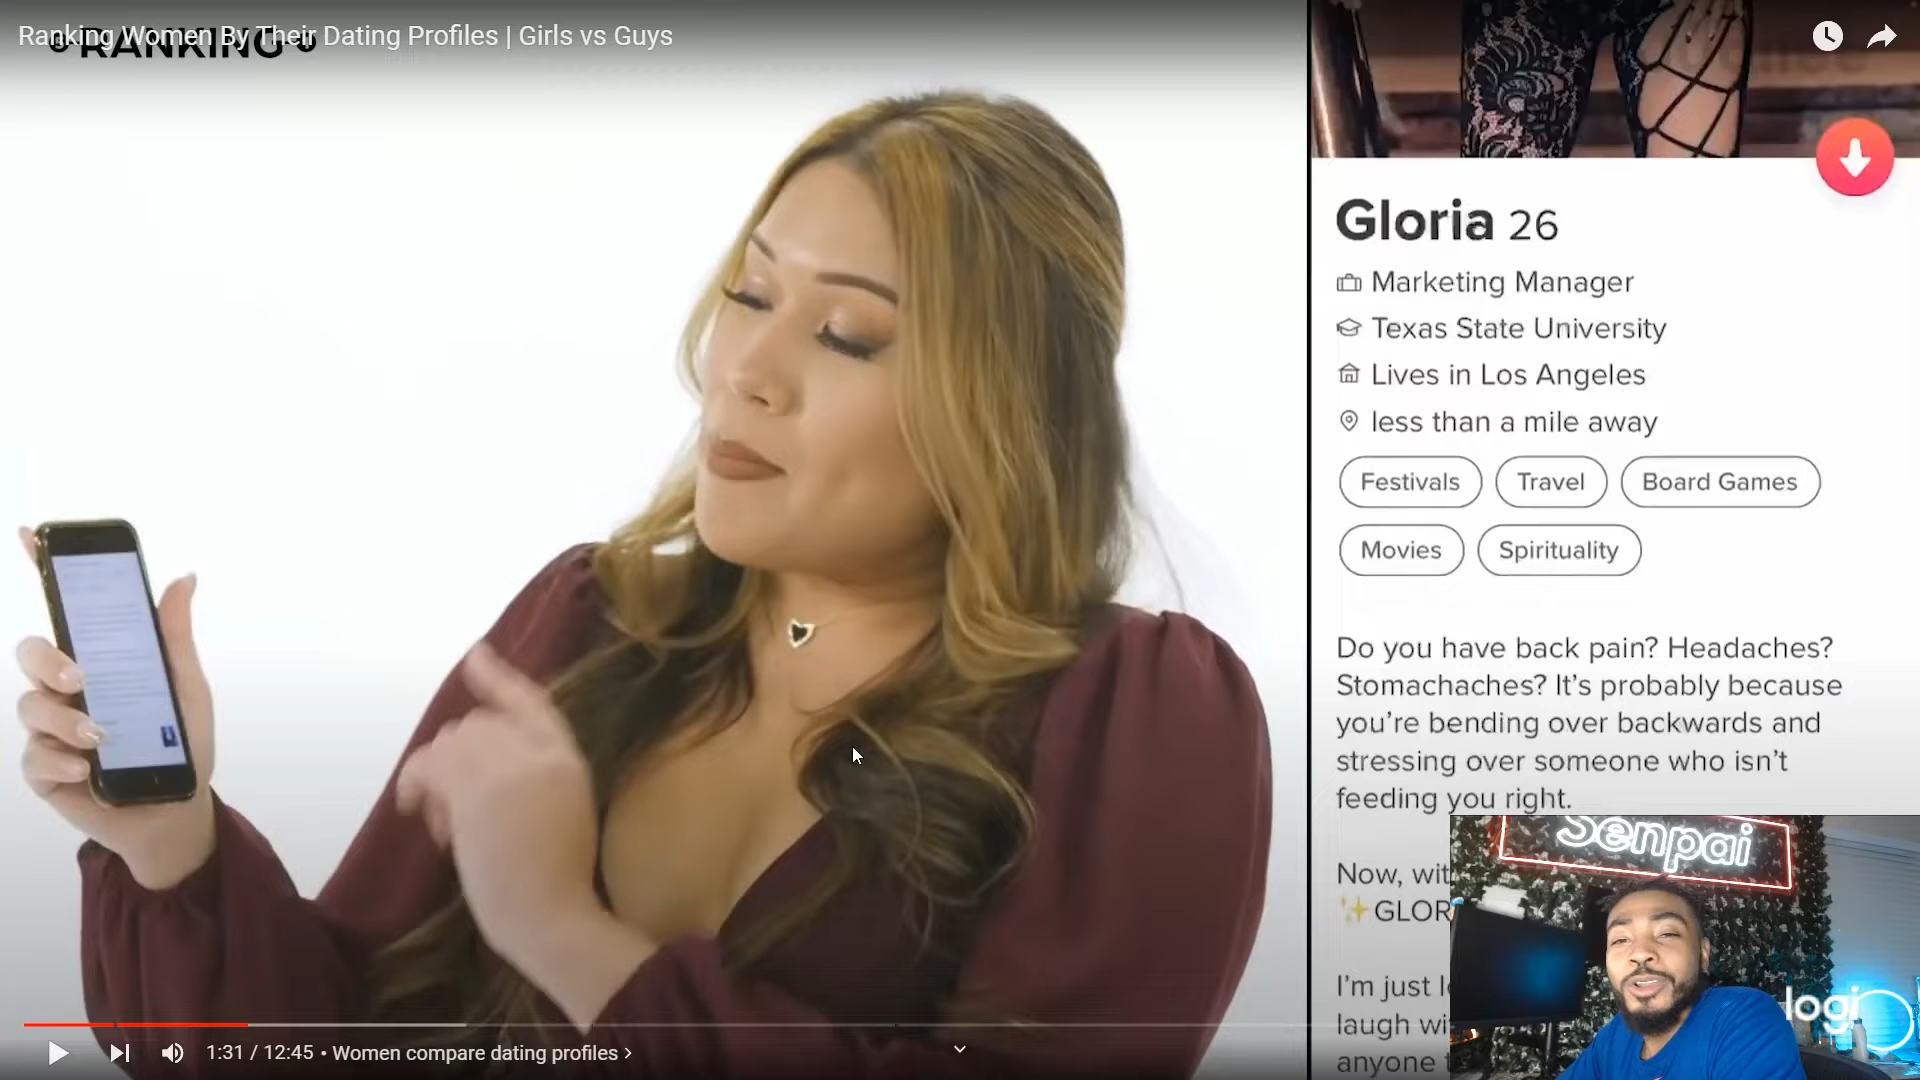 Ranking Women By Their Dating Profiles | Girls vs Guys
RANKING
Gloria 26
Marketing Manager
Texas State University
Lives in Los Angeles
less than a mile away
Festivals Travel Board Games
Movies Spirituality
Do you have back pain? Headaches?
Stomachaches? It’s probably because
you’re bending over backwards and
stressing over someone who isn’t
feeding you right.
Now, wit
✨GLOR
I'm just l
laugh wi
anyone t
Senpai
logi
1:31 / 12:45 • Women compare dating profiles >